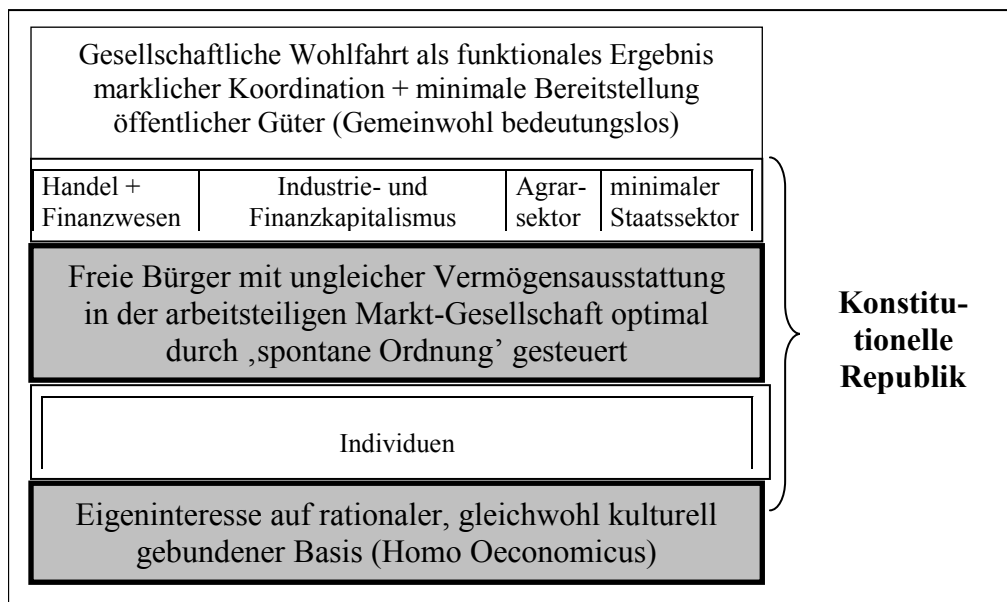 Gesellschaftliche Wohlfahrt als funktionales Ergebnis
marklicher Koordination + minimale Bereitstellung
öffentlicher Güter (Gemeinwohl bedeutungslos)
Handel +
Finanzwesen
Industrie- und
Finanzkapitalismus
Agrar-
sektor
minimaler
Staatssektor
Freie Bürger mit ungleicher Vermögensausstattung
in der arbeitsteiligen Markt-Gesellschaft optimal
durch ‚spontane Ordnung’ gesteuert
Individuen
Eigeninteresse auf rationaler, gleichwohl kulturell
gebundener Basis (Homo Oeconomicus)
Konstitu-
tionelle
Republik